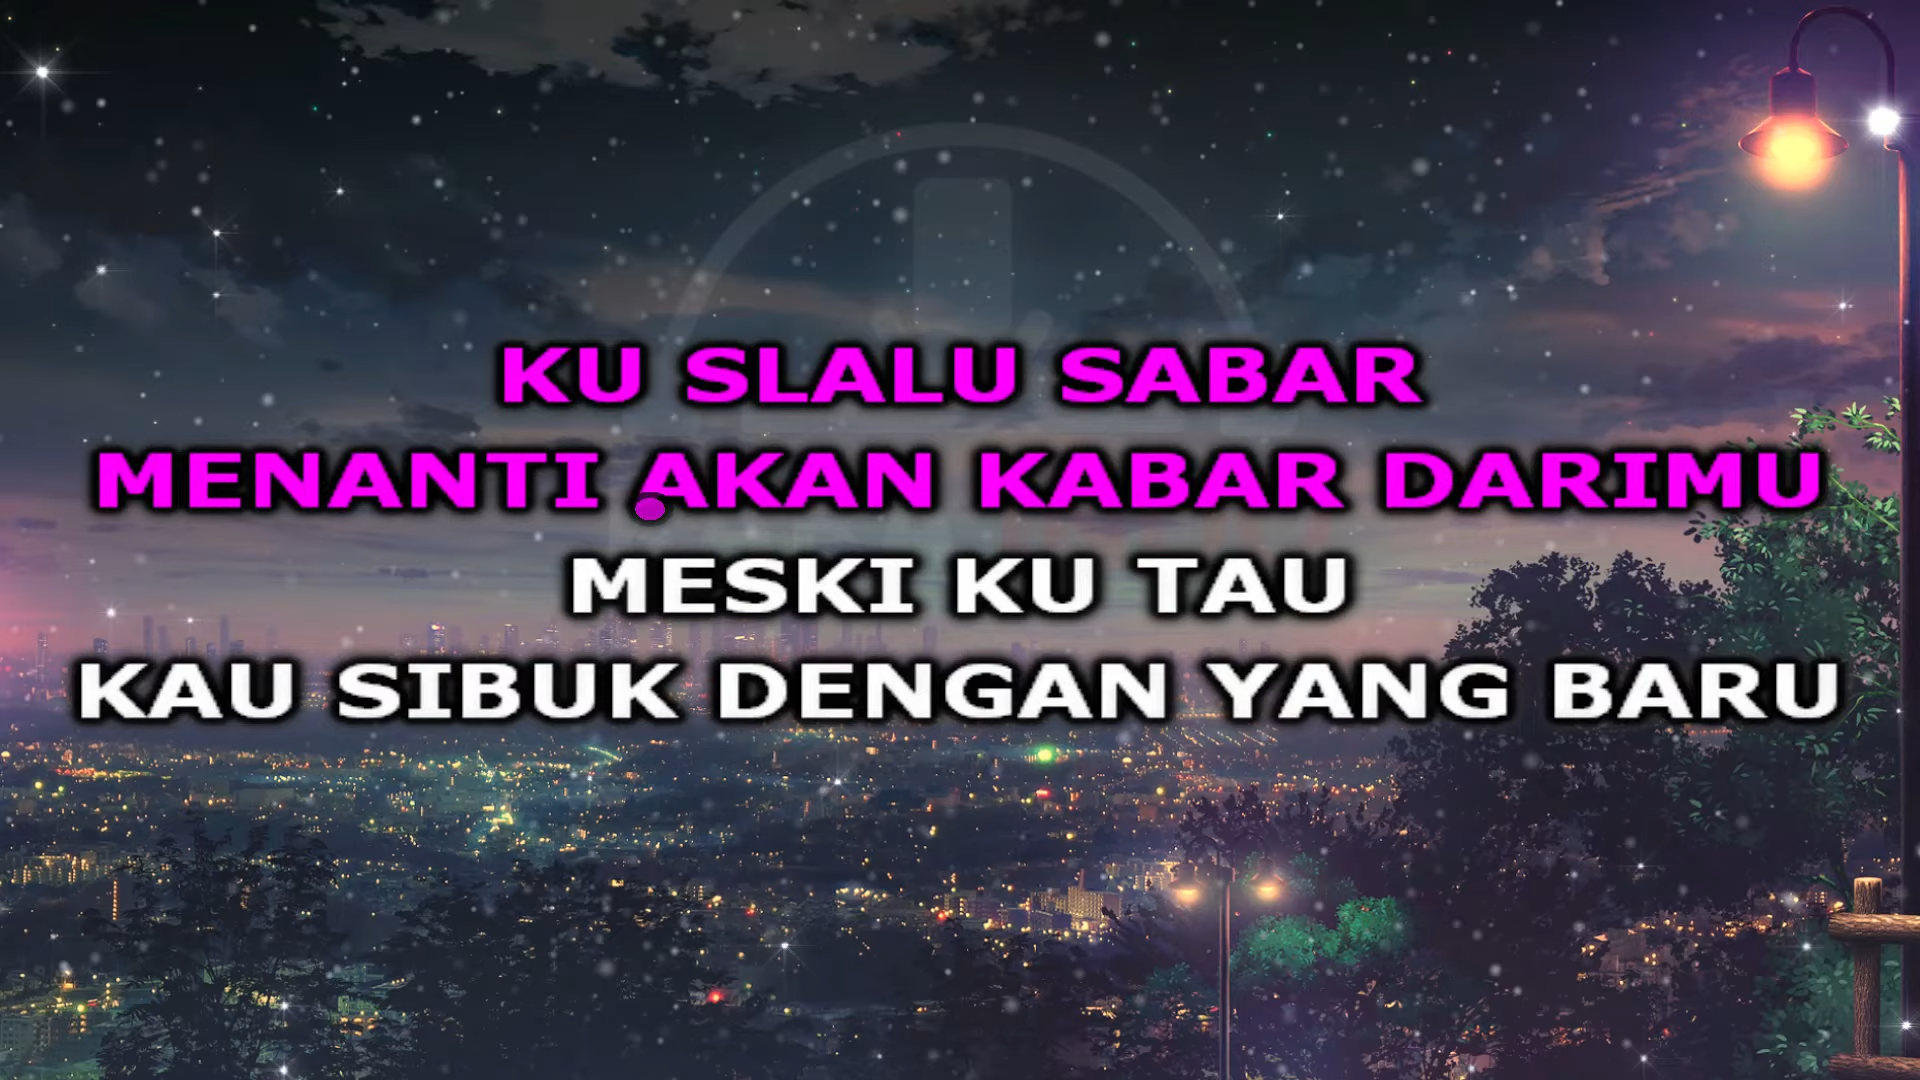 KU SLALU SABAR
MENANTI AKAN KABAR DARIMU
MESKI KU TAU
KAU SIBUK DENGAN YANG BARU